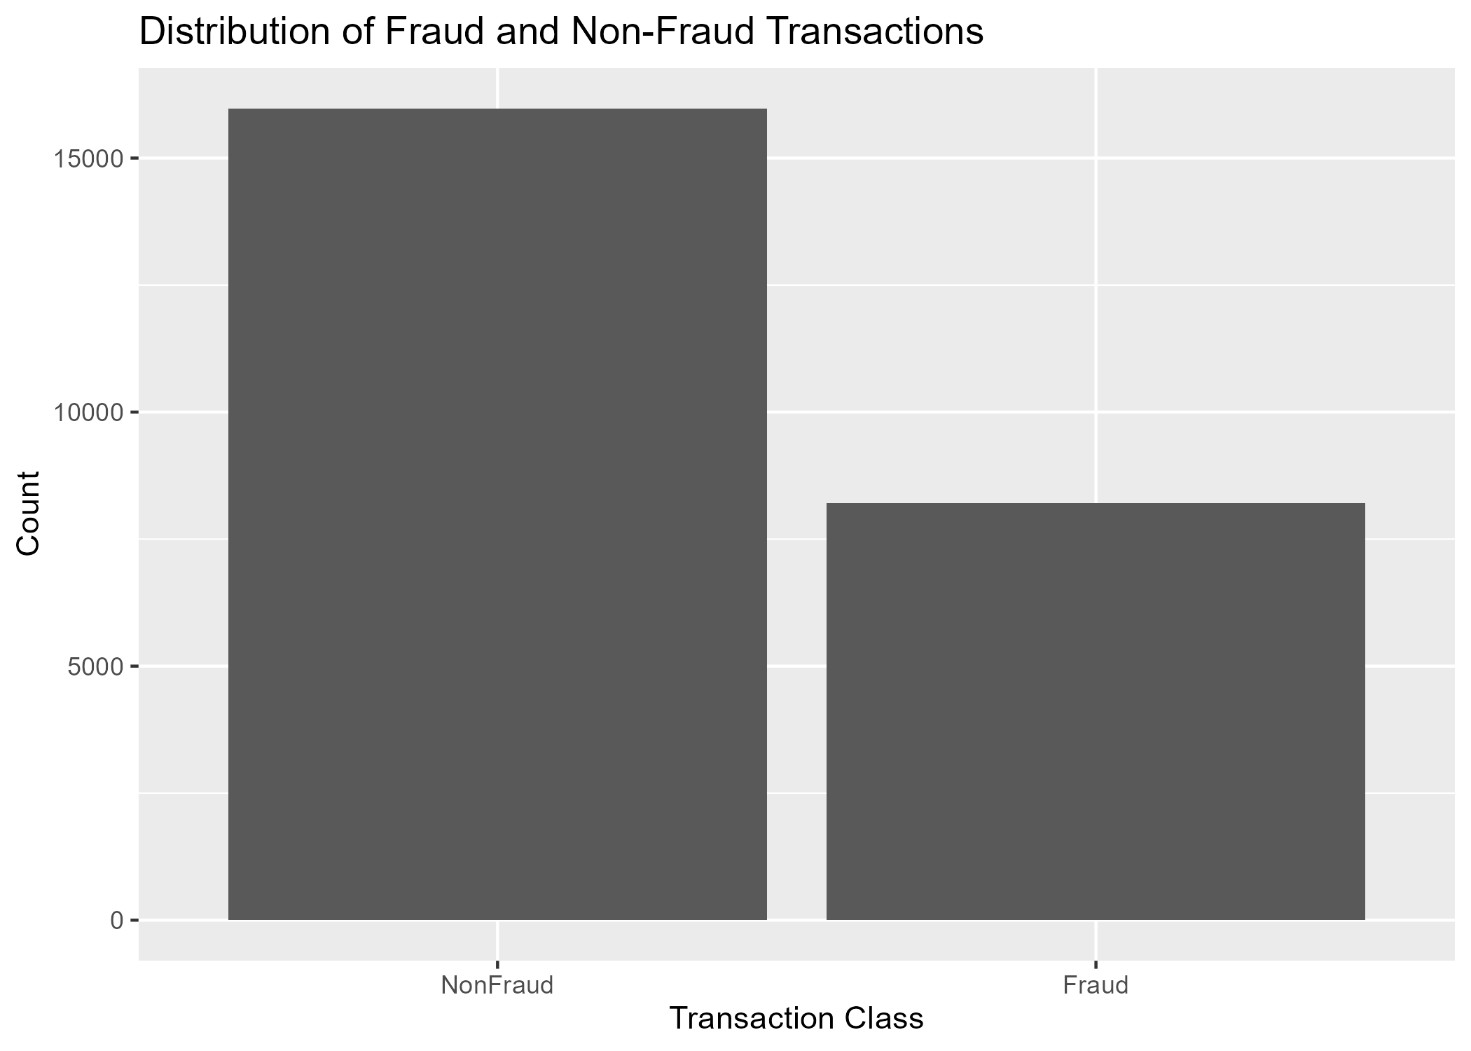 Distribution of Fraud and Non-Fraud Transactions
15000
10000
5000
0
Count
NonFraud
Fraud
Transaction Class